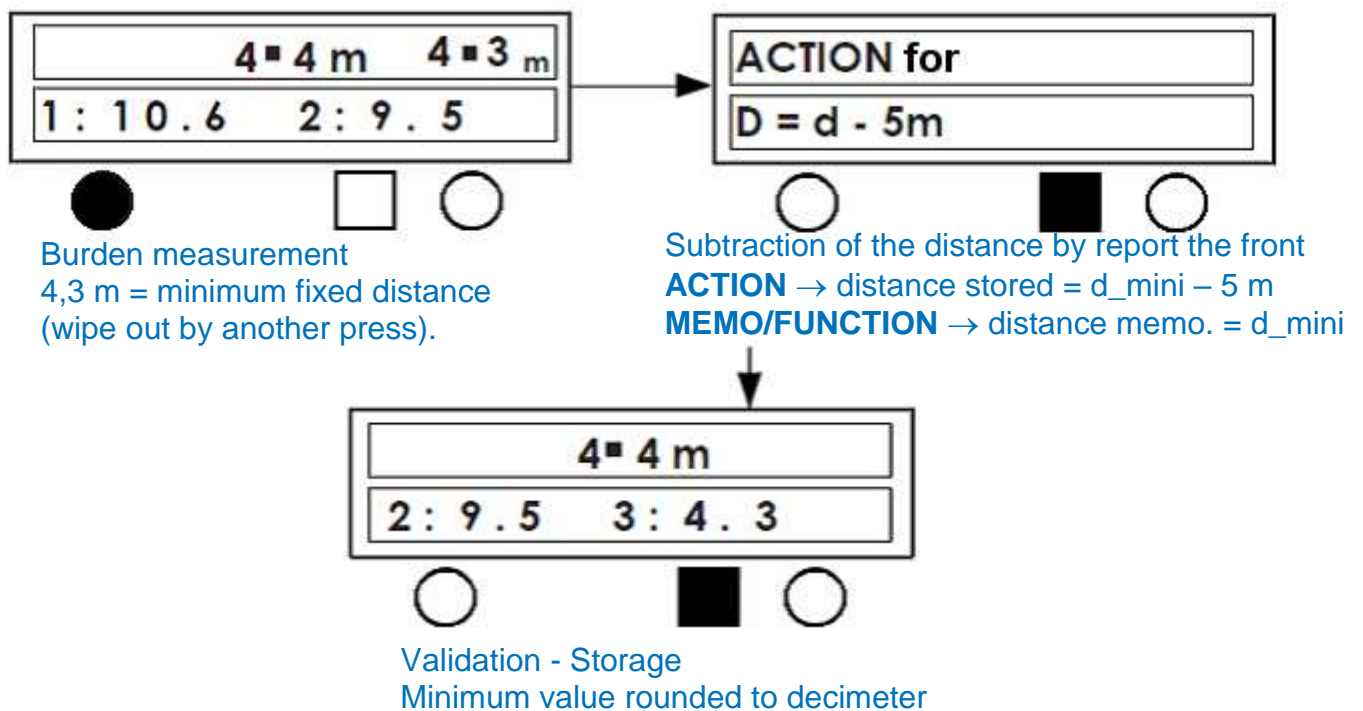 4▪4 m 4▪3 m
1: 10.6 2: 9.5
Burden measurement
4,3 m = minimum fixed distance
(wipe out by another press).
ACTION for
D = d - 5m
Subtraction of the distance by report the front
ACTION → distance stored = d_mini – 5 m
MEMO/FUNCTION → distance memo. = d_mini
4▪4 m
2: 9.5 3: 4.3
Validation - Storage
Minimum value rounded to decimeter